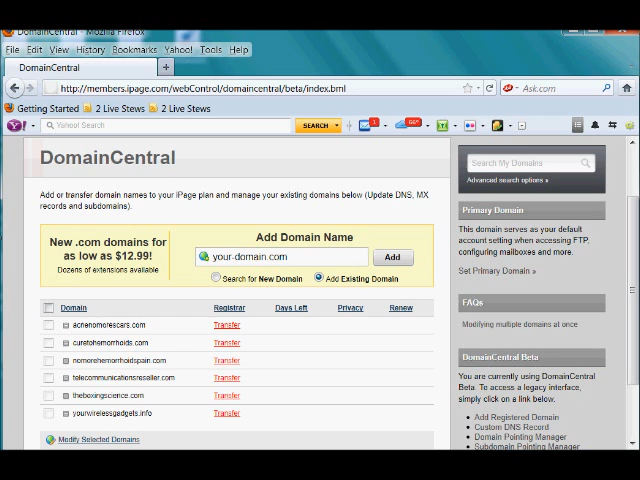 DomainCentral - Mozilla Firefox
File Edit View History Bookmarks Yahoo! Tools Help
DomainCentral +
http://members.ipage.com/webControl/domaincentral/beta/index.bml
Ask.com
Getting Started 2 Live Stews 2 Live Stews
Y! Yahoo! Search SEARCH 1 66°
DomainCentral
Add or transfer domain names to your iPage plan and manage your existing domains below (Update DNS, MX
records and subdomains).
New .com domains for
as low as $12.99!
Dozens of extensions available
Add Domain Name
your-domain.com Add
Search for New Domain Add Existing Domain
Domain Registrar Days Left Privacy Renew
acnenomorescars.com Transfer
curetohemorrhoids.com Transfer
nomorehemorrhoidspain.com Transfer
telecommunicationsreseller.com Transfer
theboxingscience.com Transfer
yourwirelessgadgets.info Transfer
Modify Selected Domains
Search My Domains
Advanced search options »
Primary Domain
This domain serves as your default
account setting when accessing FTP,
configuring mailboxes and more.
Set Primary Domain »
FAQs
Modifying multiple domains at once
DomainCentral Beta
You are currently using DomainCentral
Beta. To access a legacy interface,
simply click on a link below.
Add Registered Domain
Custom DNS Record
Domain Pointing Manager
Subdomain Pointing Manager